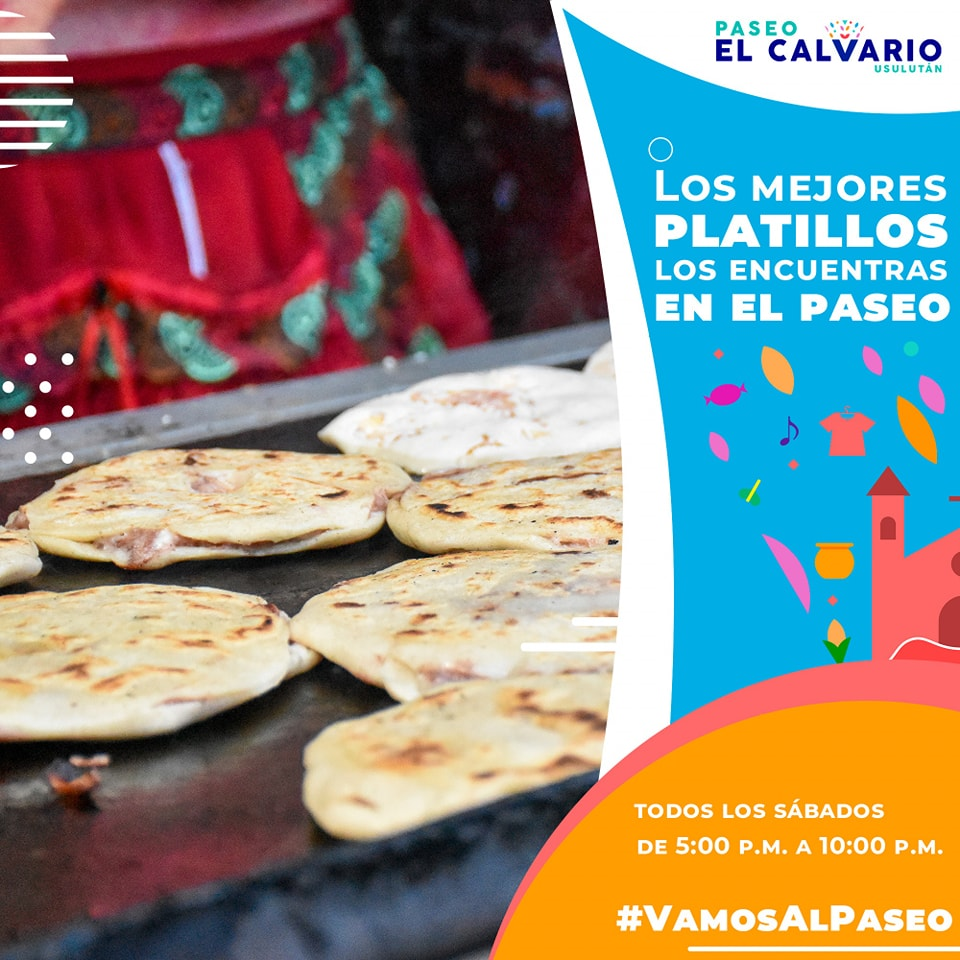 PASEO
EL CALVARIO
USULUTÁN
LOS MEJORES
PLATILLOS
LOS ENCUENTRAS
EN EL PASEO
TODOS LOS SÁBADOS
DE 5:00 P.M. A 10:00 P.M.
#VAMOSALPASEO